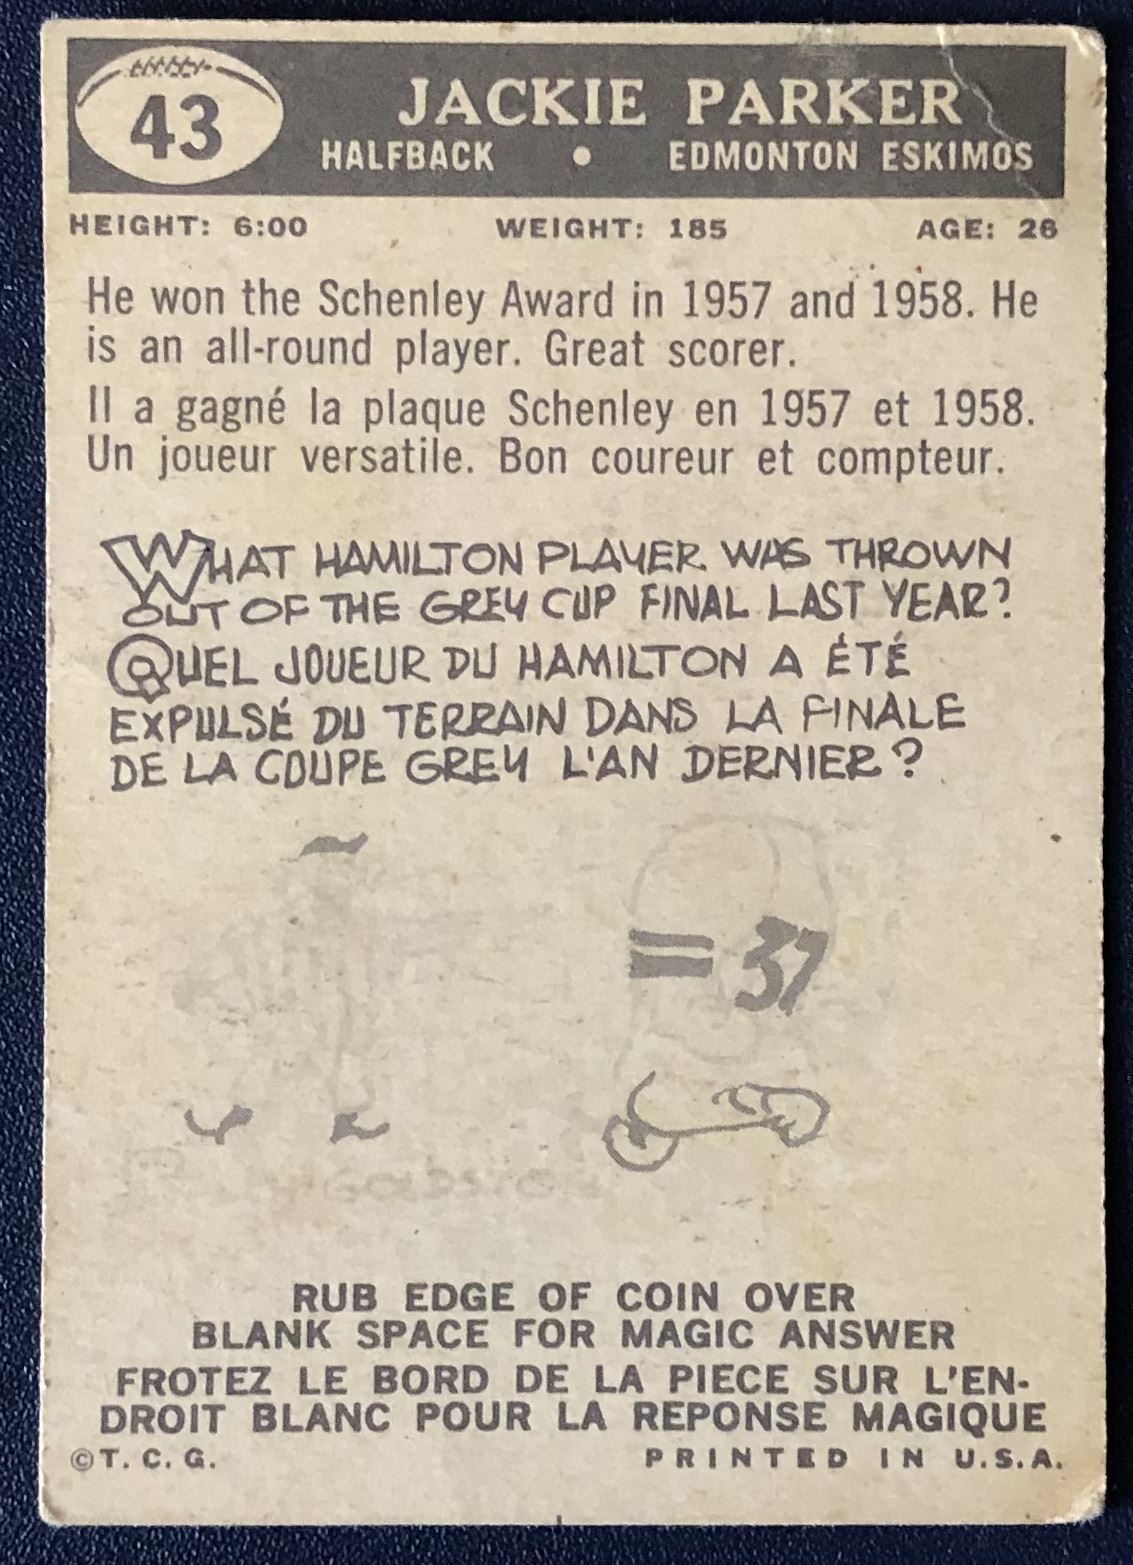 43
JACKIE PARKER
HALFBACK • EDMONTON ESKIMOS
HEIGHT: 6:00 WEIGHT: 185 AGE: 26
He won the Schenley Award in 1957 and 1958. He
is an all-round player. Great scorer.
Il a gagné la plaque Schenley en 1957 et 1958.
Un joueur versatile. Bon coureur et compteur.
WHAT HAMILTON PLAYER WAS THROWN
OUT OF THE GREY CUP FINAL LAST YEAR?
QUEL JOUEUR DU HAMILTON A ÉTÉ
EXPULSÉ DU TERRAIN DANS LA FINALE
DE LA COUPE GREY L'AN DERNIER?
= 37
RUB EDGE OF COIN OVER
BLANK SPACE FOR MAGIC ANSWER
FROTEZ LE BORD DE LA PIECE SUR L'EN-
DROIT BLANC POUR LA REPONSE MAGIQUE
©T. C. G. PRINTED IN U.S.A.